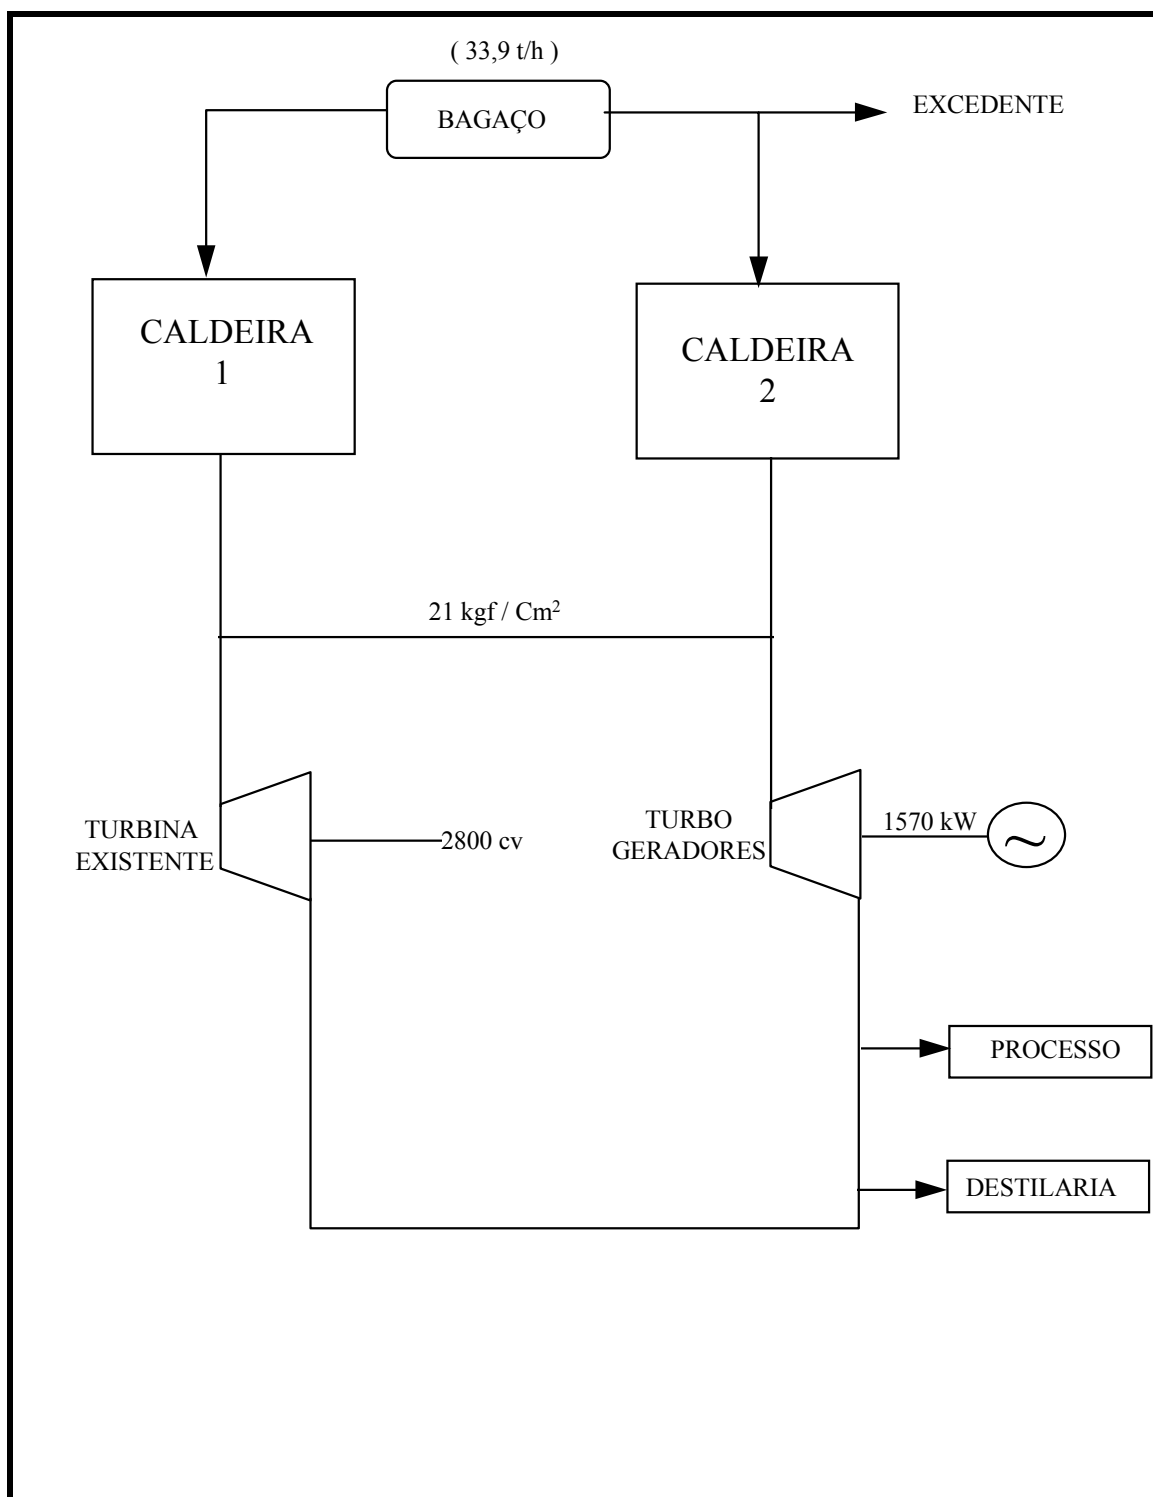 ( 33,9 t/h )
BAGAÇO
EXCEDENTE
CALDEIRA
1
CALDEIRA
2
21 kgf / Cm²
TURBINA
EXISTENTE
2800 cv
TURBO
GERADORES
1570 kW
~
PROCESSO
DESTILARIA